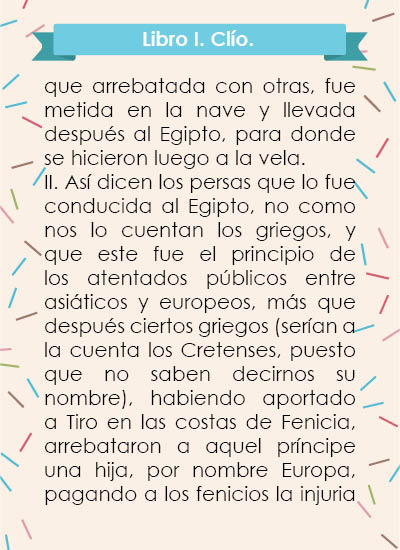 Libro I. Clío.
que arrebatada con otras, fue
metida en la nave y llevada
después al Egipto, para donde
se hicieron luego a la vela.
II. Así dicen los persas que lo fue
conducida al Egipto, no como
nos lo cuentan los griegos, y
que este fue el principio de
los atentados públicos entre
asiáticos y europeos, más que
después ciertos griegos (serían a
la cuenta los Cretenses, puesto
que no saben decirnos su
nombre), habiendo aportado
a Tiro en las costas de Fenicia,
arrebataron a aquel príncipe
una hija, por nombre Europa,
pagando a los fenicios la injuria